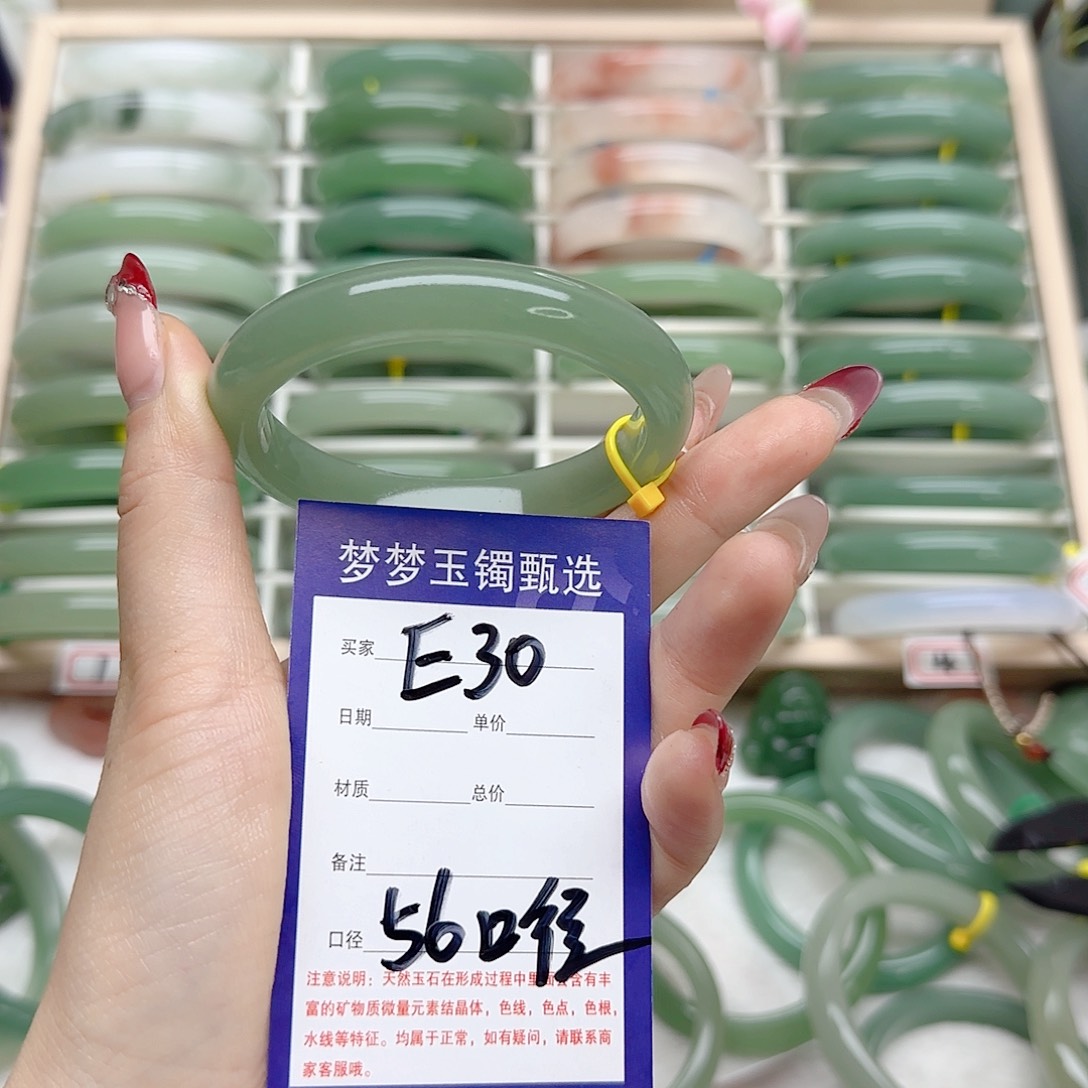 梦梦玉镯甄选
买家 E30
日期 单价
材质 总价
备注
口径 56口径
注意说明：天然玉石在形成过程中里面会含有丰
富的矿物质微量元素结晶体，色线，色点，色根，
水线等特征。均属于正常，如有疑问，请联系商
家客服哦。